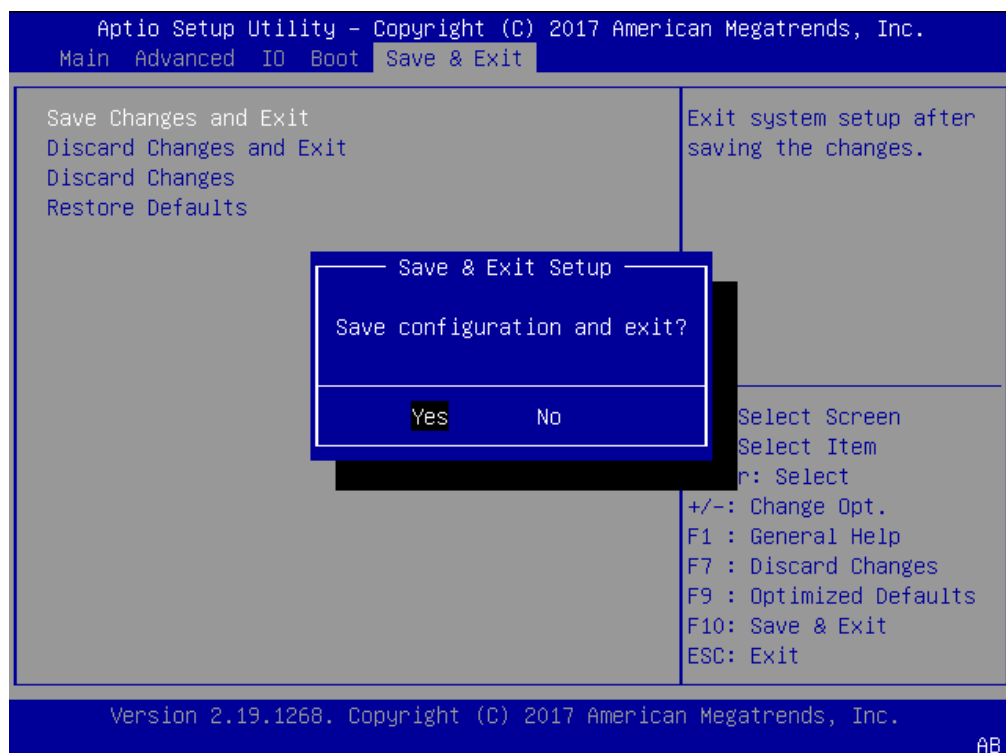 Aptio Setup Utility – Copyright (C) 2017 American Megatrends, Inc.
Main Advanced IO Boot Save & Exit
Save Changes and Exit
Discard Changes and Exit
Discard Changes
Restore Defaults
Exit system setup after
saving the changes.
Save & Exit Setup
Save configuration and exit?
Yes No
Select Screen
Select Item
r: Select
+/-: Change Opt.
F1 : General Help
F7 : Discard Changes
F9 : Optimized Defaults
F10: Save & Exit
ESC: Exit
Version 2.19.1268. Copyright (C) 2017 American Megatrends, Inc.
AB